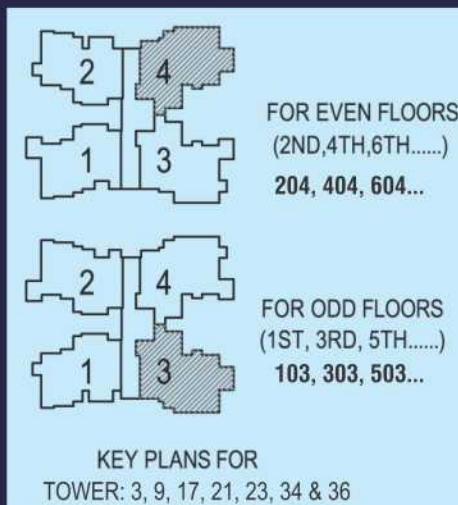 2
4
1
3
FOR EVEN FLOORS
(2ND,4TH,6TH......)
204, 404, 604...
2
4
1
3
FOR ODD FLOORS
(1ST, 3RD, 5TH......)
103, 303, 503...
KEY PLANS FOR
TOWER: 3, 9, 17, 21, 23, 34 & 36